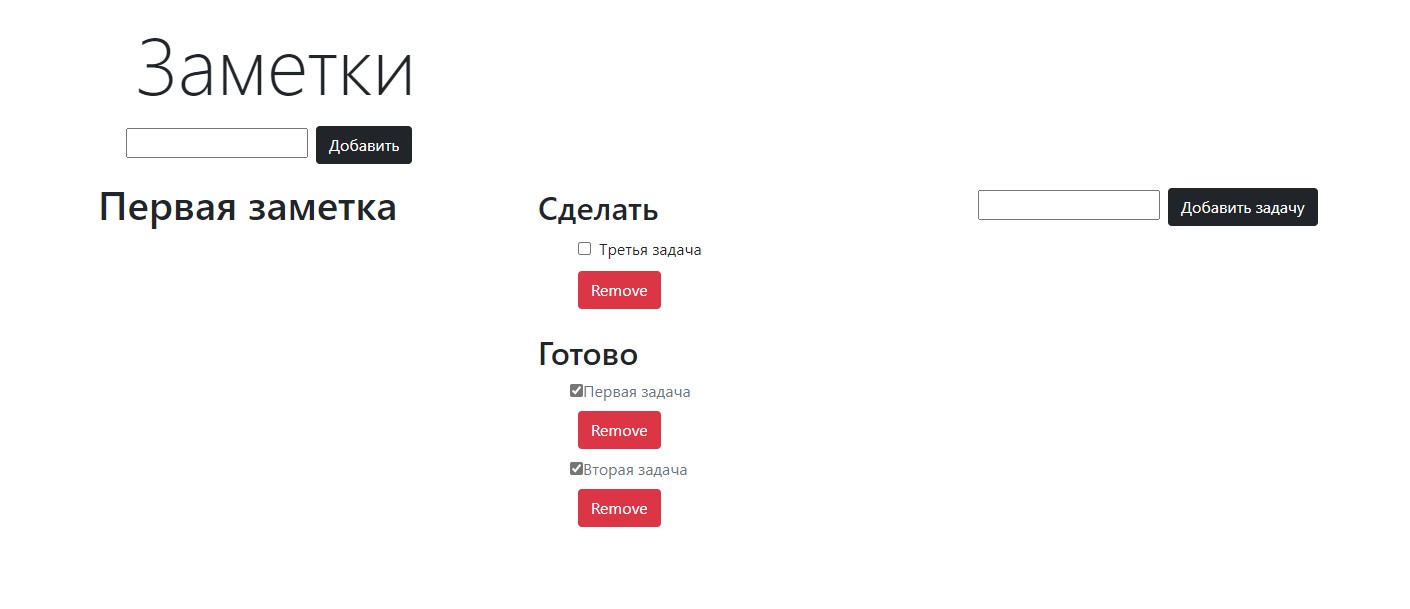 Заметки
Добавить
Первая заметка
Сделать
Добавить задачу
Третья задача
Remove
Готово
Первая задача
Remove
Вторая задача
Remove